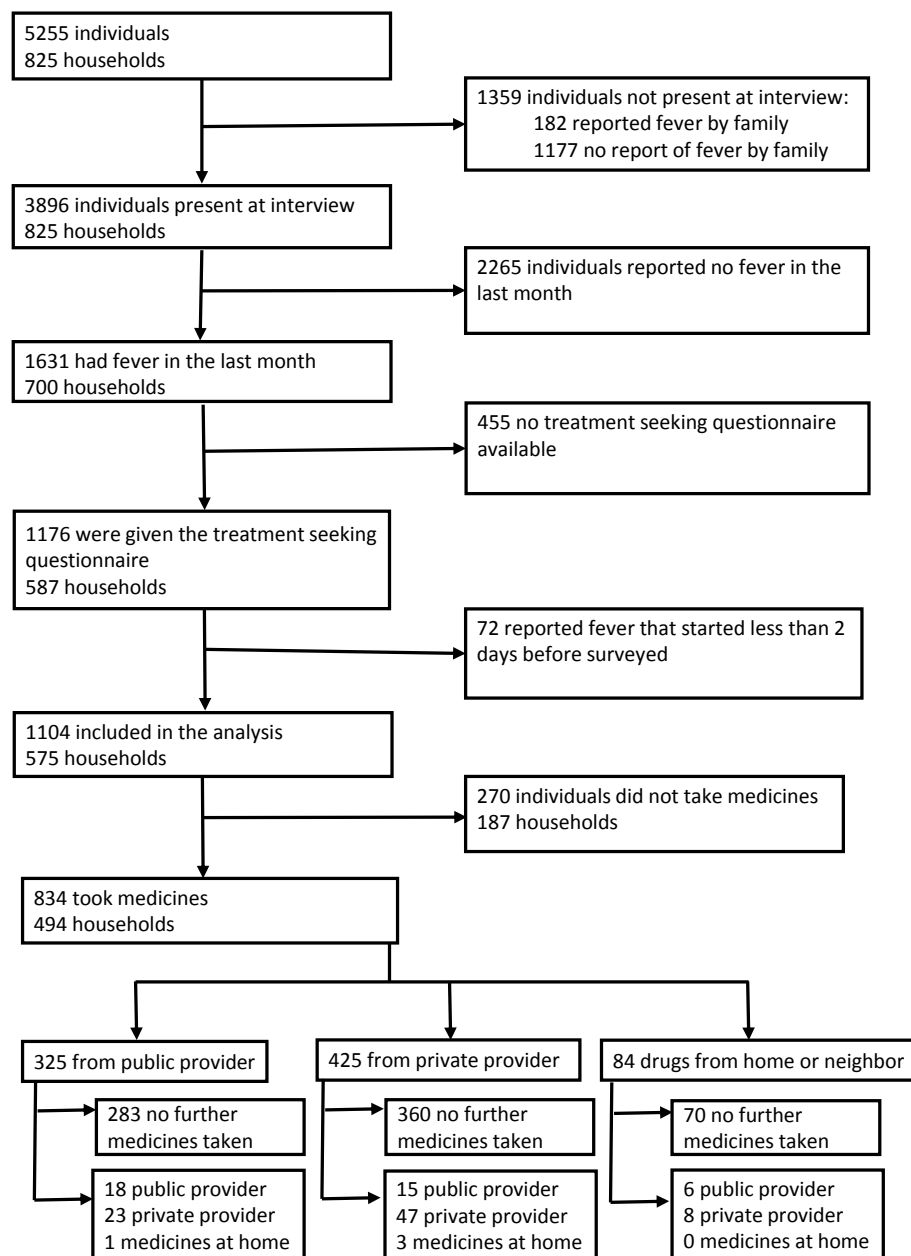 5255 individuals
825 households
1359 individuals not present at interview:
182 reported fever by family
1177 no report of fever by family
3896 individuals present at interview
825 households
2265 individuals reported no fever in the
last month
1631 had fever in the last month
700 households
455 no treatment seeking questionnaire
available
1176 were given the treatment seeking
questionnaire
587 households
72 reported fever that started less than 2
days before surveyed
1104 included in the analysis
575 households
270 individuals did not take medicines
187 households
834 took medicines
494 households
325 from public provider
425 from private provider
84 drugs from home or neighbor
283 no further
medicines taken
360 no further
medicines taken
70 no further
medicines taken
18 public provider
23 private provider
1 medicines at home
15 public provider
47 private provider
3 medicines at home
6 public provider
8 private provider
0 medicines at home